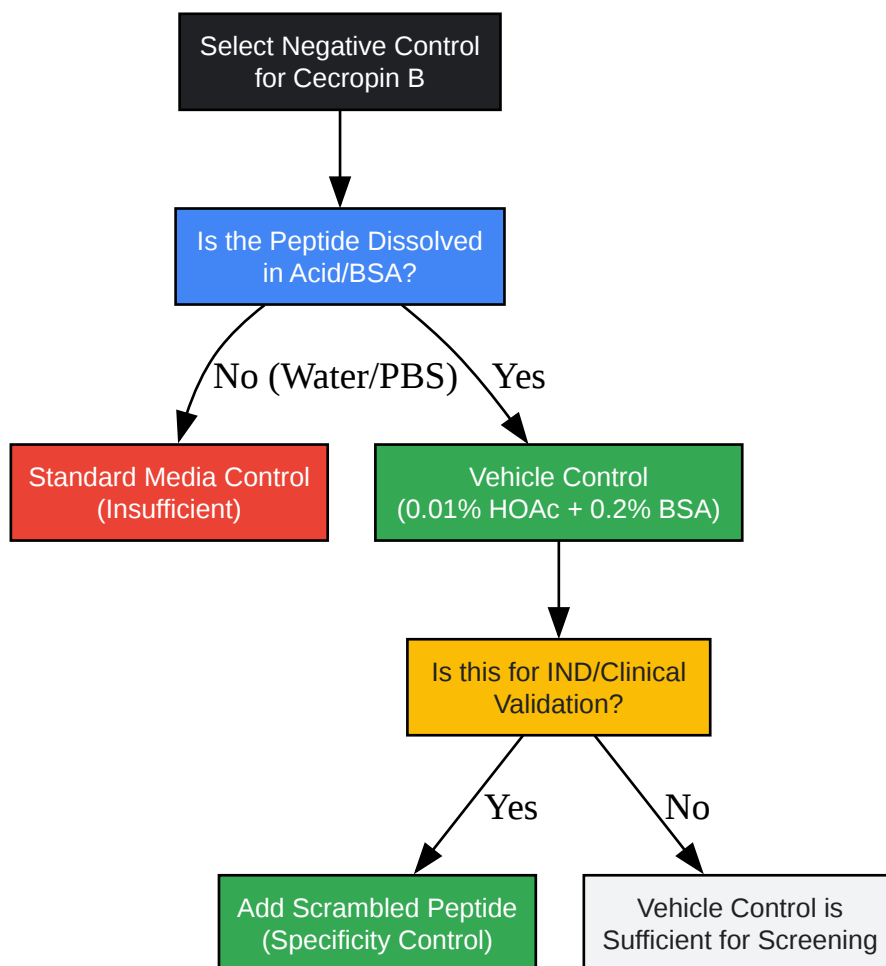 Select Negative Control
for Cecropin B
Is the Peptide Dissolved
in Acid/BSA?
No (Water/PBS)
Yes
Standard Media Control
(Insufficient)
Vehicle Control
(0.01% HOAc + 0.2% BSA)
Is this for IND/Clinical
Validation?
Yes
No
Add Scrambled Peptide
(Specificity Control)
Vehicle Control is
Sufficient for Screening